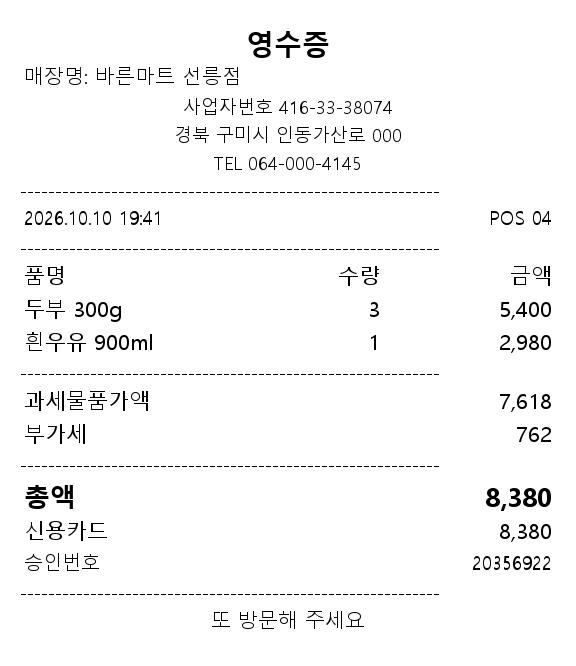 영수증
매장명: 바른마트 선릉점
사업자번호 416-33-38074
경북 구미시 인동가산로 000
TEL 064-000-4145
2026.10.10 19:41 POS 04
품명 수량 금액
두부 300g 3 5,400
흰우유 900ml 1 2,980
과세물품가액 7,618
부가세 762
총액 8,380
신용카드 8,380
승인번호 20356922
또 방문해 주세요